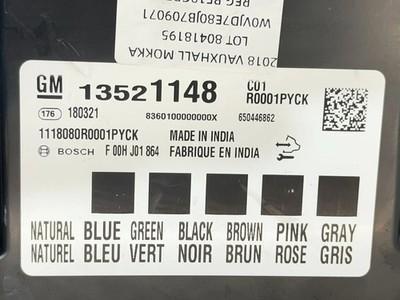 2018 VAUXHALL MOKKA
LOT 80418195
W0VJD7E80JB709071
GM 13521148 C01
R0001PYCK
176 180321 8360100000000X 650446862
1118080R0001PYCK MADE IN INDIA
BOSCH F 00H J01 864 FABRIQUE EN INDIA
NATURAL BLUE GREEN BLACK BROWN PINK GRAY
NATUREL BLEU VERT NOIR BRUN ROSE GRIS